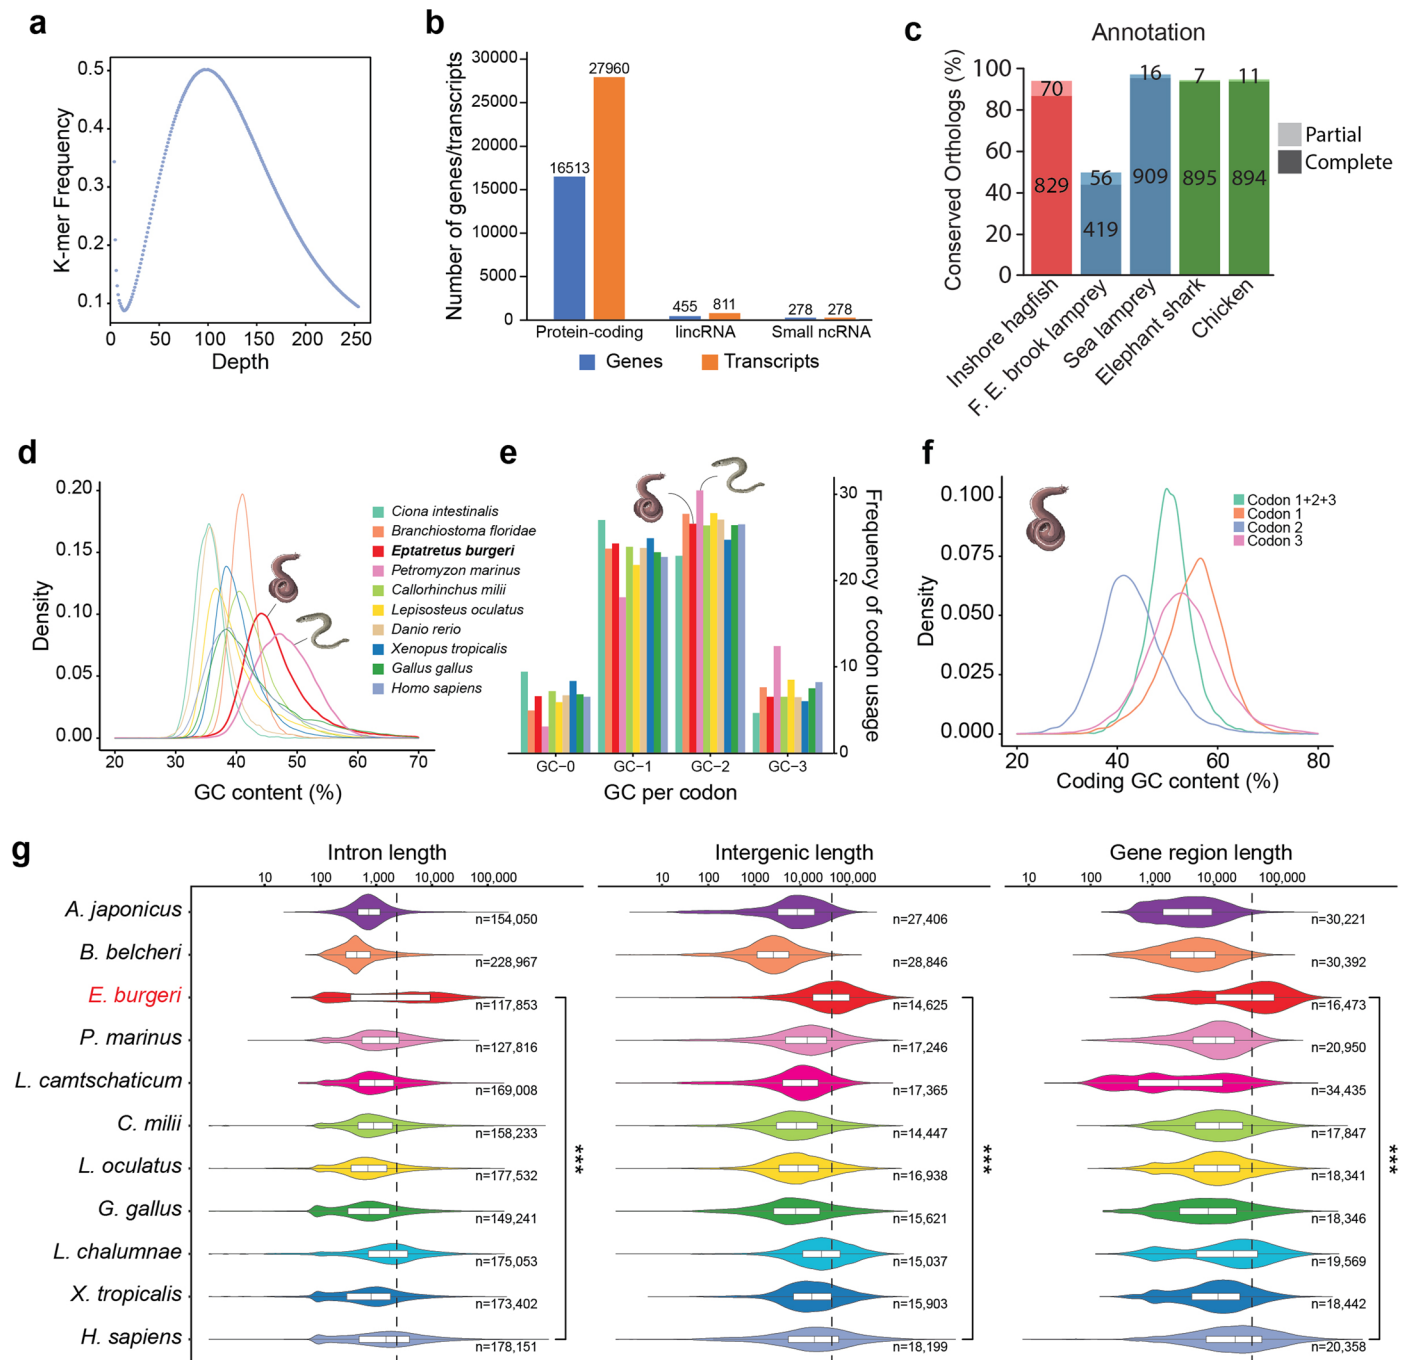 a
K-mer Frequency
0.5
0.4
0.3
0.2
0.1
0
50
100
150
200
250
Depth
b
Number of genes/transcripts
30000
25000
20000
15000
10000
5000
0
16513
27960
455
811
278
278
Protein-coding
lincRNA
Small ncRNA
Genes
Transcripts
c
Annotation
Conserved Orthologs (%)
100
80
60
40
20
0
70
829
56
419
16
909
7
895
11
894
Partial
Complete
Inshore hagfish
F. E. brook lamprey
Sea lamprey
Elephant shark
Chicken
d
Density
0.20
0.15
0.10
0.05
0.00
20
30
40
50
60
70
GC content (%)
Ciona intestinalis
Branchiostoma floridae
Eptatretus burgeri
Petromyzon marinus
Callorhinchus milii
Lepisosteus oculatus
Danio rerio
Xenopus tropicalis
Gallus gallus
Homo sapiens
e
30
20
10
0
Frequency of codon usage
GC−0
GC−1
GC−2
GC−3
GC per codon
f
Density
0.100
0.075
0.050
0.025
0.000
20
40
60
80
Coding GC content (%)
Codon 1+2+3
Codon 1
Codon 2
Codon 3
g
Intron length
10
100
1,000
10,000
100,000
Intergenic length
10
100
1,000
10,000
100,000
Gene region length
10
100
1,000
10,000
100,000
A. japonicus
n=154,050
n=27,406
n=30,221
B. belcheri
n=228,967
n=28,846
n=30,392
E. burgeri
n=117,853
n=14,625
n=16,473
P. marinus
n=127,816
n=17,246
n=20,950
L. camtschaticum
n=169,008
n=17,365
n=34,435
C. milii
n=158,233
n=14,447
n=17,847
L. oculatus
n=177,532
n=16,938
n=18,341
G. gallus
n=149,241
n=15,621
n=18,346
L. chalumnae
n=175,053
n=15,037
n=19,569
X. tropicalis
n=173,402
n=15,903
n=18,442
H. sapiens
n=178,151
n=18,199
n=20,358
***
***
***